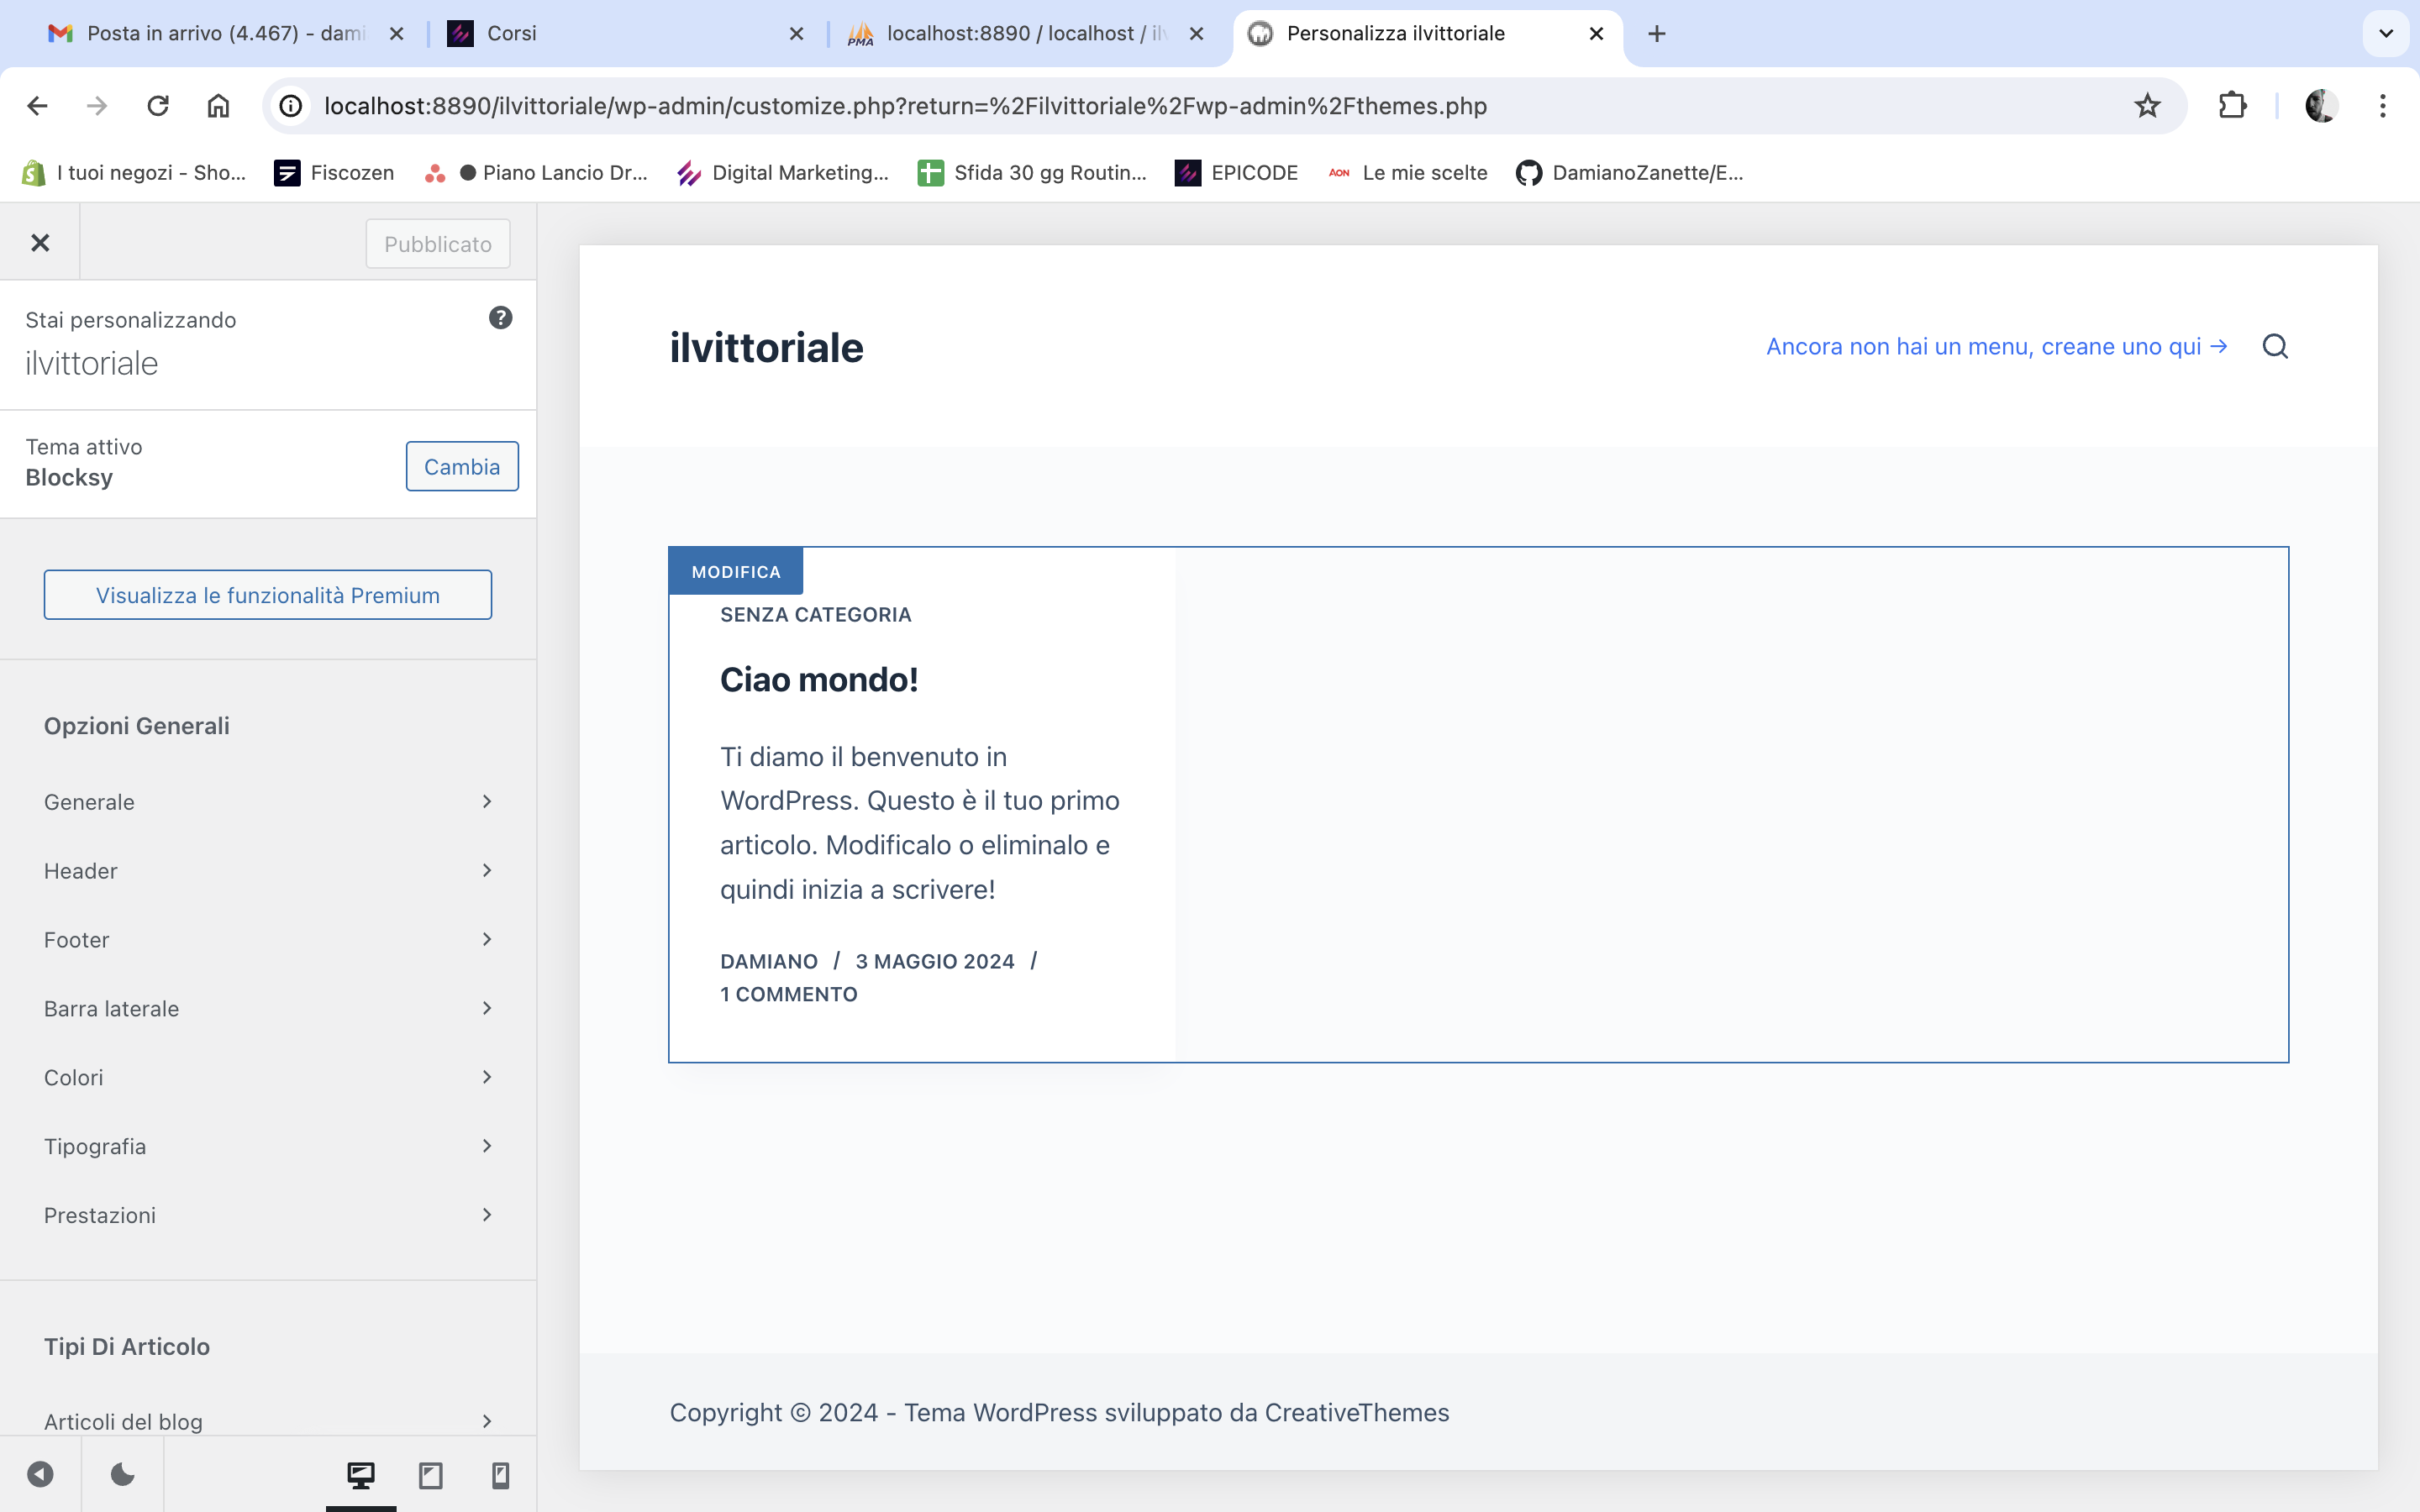 Posta in arrivo (4.467) - dami
Corsi
PMA
localhost:8890 / localhost / ilv
Personalizza ilvittoriale
localhost:8890/ilvittoriale/wp-admin/customize.php?return=%2Filvittoriale%2Fwp-admin%2Fthemes.php
I tuoi negozi - Sho...
Fiscozen
Piano Lancio Dr...
Digital Marketing...
Sfida 30 gg Routin...
EPICODE
AON
Le mie scelte
DamianoZanette/E...
Pubblicato
Stai personalizzando
ilvittoriale
Tema attivo
Blocksy
Cambia
Visualizza le funzionalità Premium
Opzioni Generali
Generale
Header
Footer
Barra laterale
Colori
Tipografia
Prestazioni
Tipi Di Articolo
Articoli del blog
ilvittoriale
Ancora non hai un menu, creane uno qui →
MODIFICA
SENZA CATEGORIA
Ciao mondo!
Ti diamo il benvenuto in
WordPress. Questo è il tuo primo
articolo. Modificalo o eliminalo e
quindi inizia a scrivere!
DAMIANO / 3 MAGGIO 2024 /
1 COMMENTO
Copyright © 2024 - Tema WordPress sviluppato da CreativeThemes